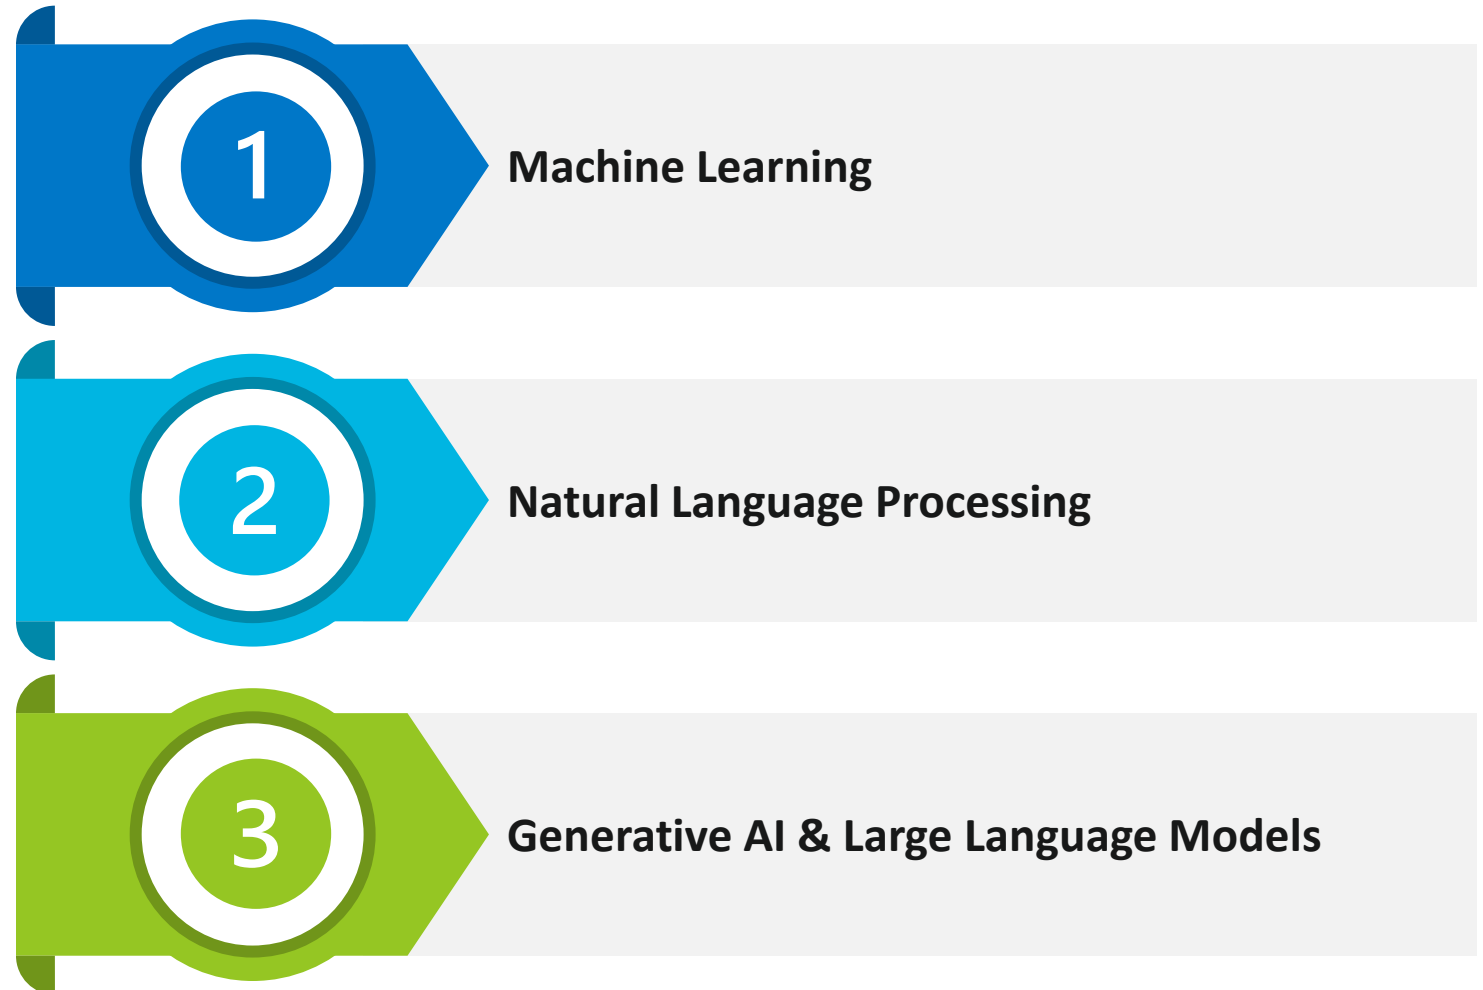 1
Machine Learning
2
Natural Language Processing
3
Generative AI & Large Language Models